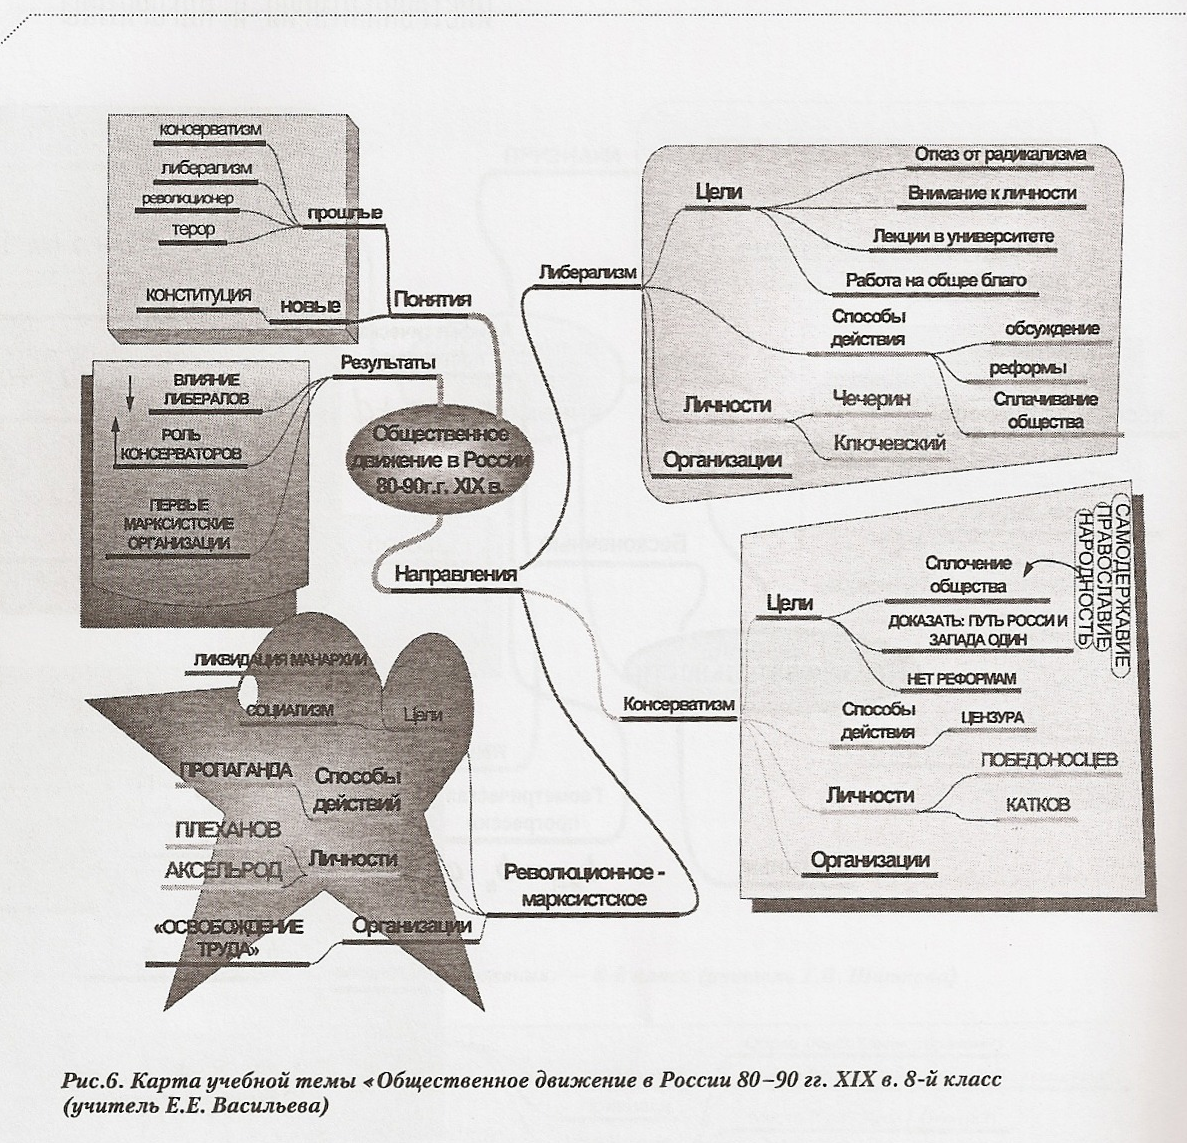 консерватизм
либерализм
революционер
терор
прошлые
КОНСТИТУЦИЯ
новые
Понятия
Результаты
ВЛИЯНИЕ
ЛИБЕРАЛОВ
РОЛЬ
КОНСЕРВАТОРОВ
ПЕРВЫЕ
МАРКСИСТСКИЕ
ОРГАНИЗАЦИИ
Общественное
движение в России
80-90г.г. XIX в.
Направления
Либерализм
Цели
Отказ от радикализма
Внимание к личности
Лекции в университете
Работа на общее благо
Способы
действия
обсуждение
реформы
Сплачивание
общества
Личности
Чечерин
Ключевский
Организации
Консерватизм
Цели
Сплочение
общества
САМОДЕРЖАВИЕ
ПРАВОСЛАВИЕ
НАРОДНОСТЬ
ДОКАЗАТЬ: ПУТЬ РОССИ И
ЗАПАДА ОДИН
НЕТ РЕФОРМАМ
Способы
действия
ЦЕНЗУРА
Личности
ПОБЕДОНОСЦЕВ
КАТКОВ
Организации
Революционное -
марксистское
ЛИКВИДАЦИЯ МАНАРХИИ
СОЦИАЛИЗМ
Цели
ПРОПАГАНДА
Способы
действий
ПЛЕХАНОВ
АКСЕЛЬРОД
Личности
«ОСВОБОЖДЕНИЕ
ТРУДА»
Организации
Рис.6. Карта учебной темы «Общественное движение в России 80–90 гг. XIX в. 8-й класс
(учитель Е.Е. Васильева)